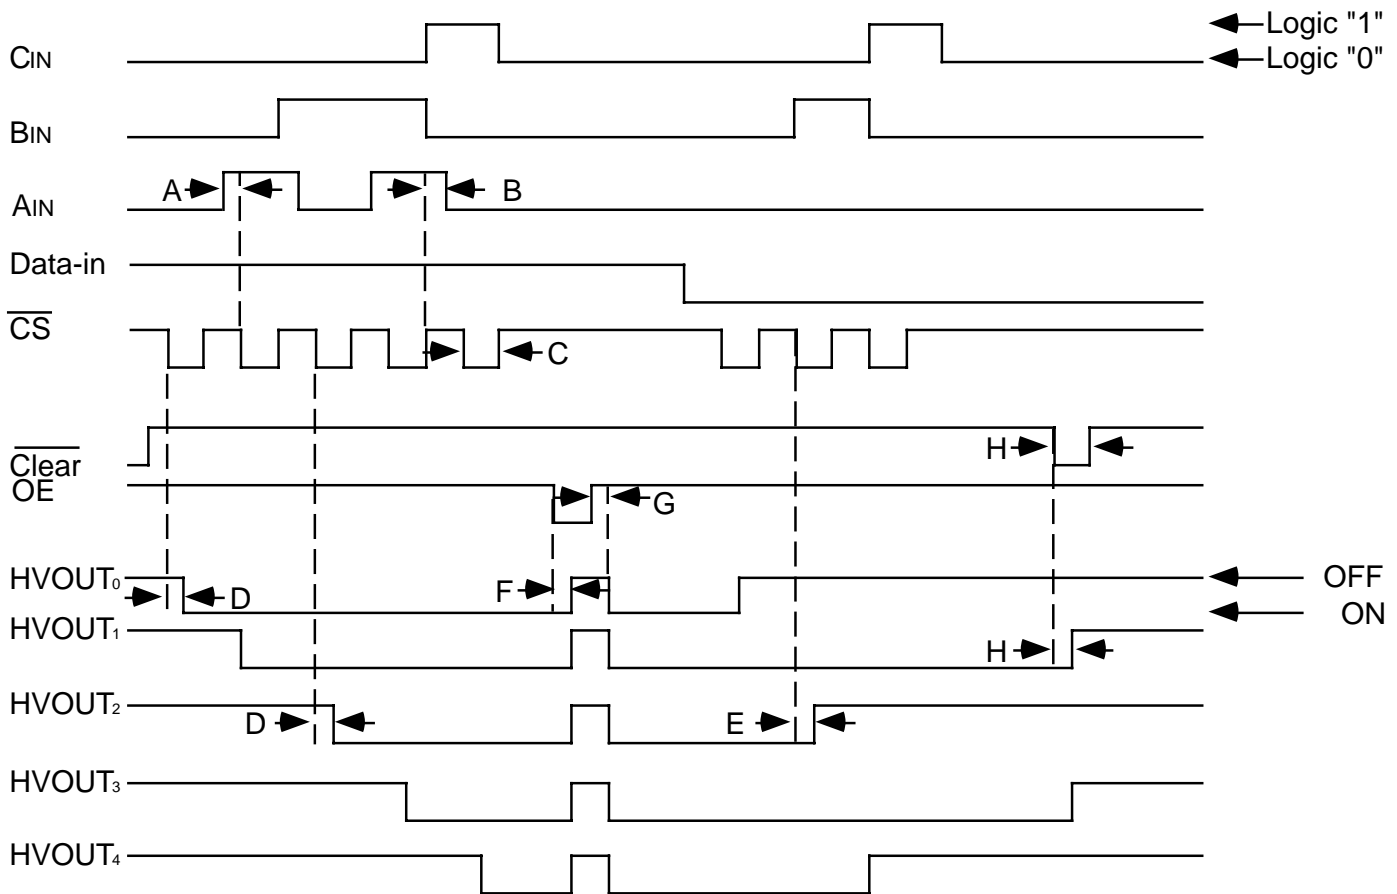 Logic "1"
CIN
Logic "0"
BIN
A
B
AIN
Data-in
CS
C
H
Clear
OE
G
HVOUT0
F
OFF
D
ON
HVOUT1
H
HVOUT2
D
E
HVOUT3
HVOUT4